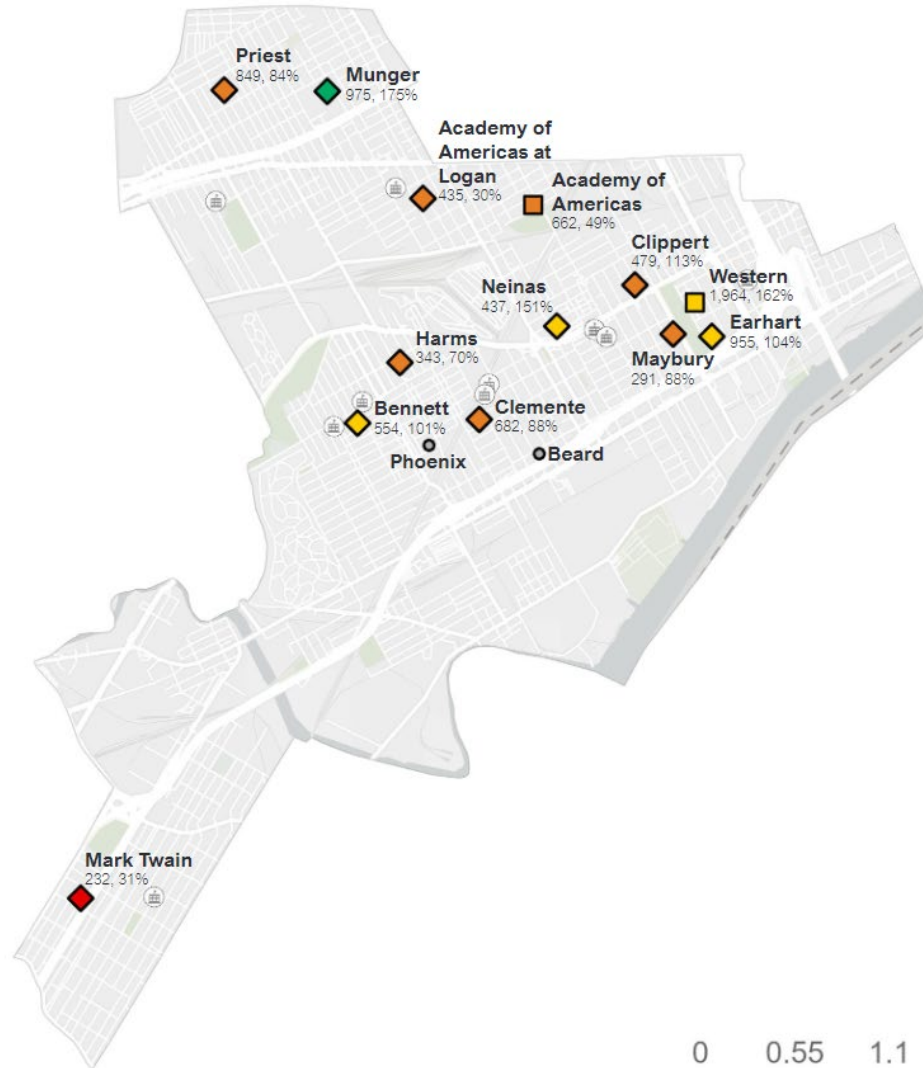 Priest
849, 84%
Munger
975, 175%
Academy of
Americas at
Logan
435, 30%
Academy of
Americas
662, 49%
Clippert
479, 113%
Western
1,964, 162%
Neinas
437, 151%
Earhart
955, 104%
Harms
343, 70%
Maybury
291, 88%
Bennett
554, 101%
Clemente
682, 88%
Phoenix
Beard
Mark Twain
232, 31%
0 0.55 1.1